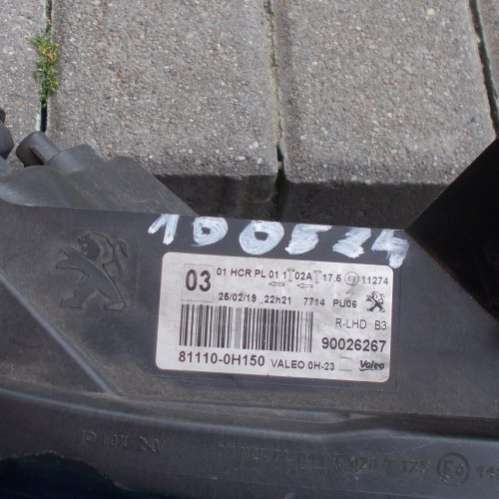 100524
03 01 HCR PL 01 1 02A 17.5 11274
25/02/19 22h21 7714 PU06
R-LHD B3
90026267
81110-0H150 VALEO 0H-23 Valeo